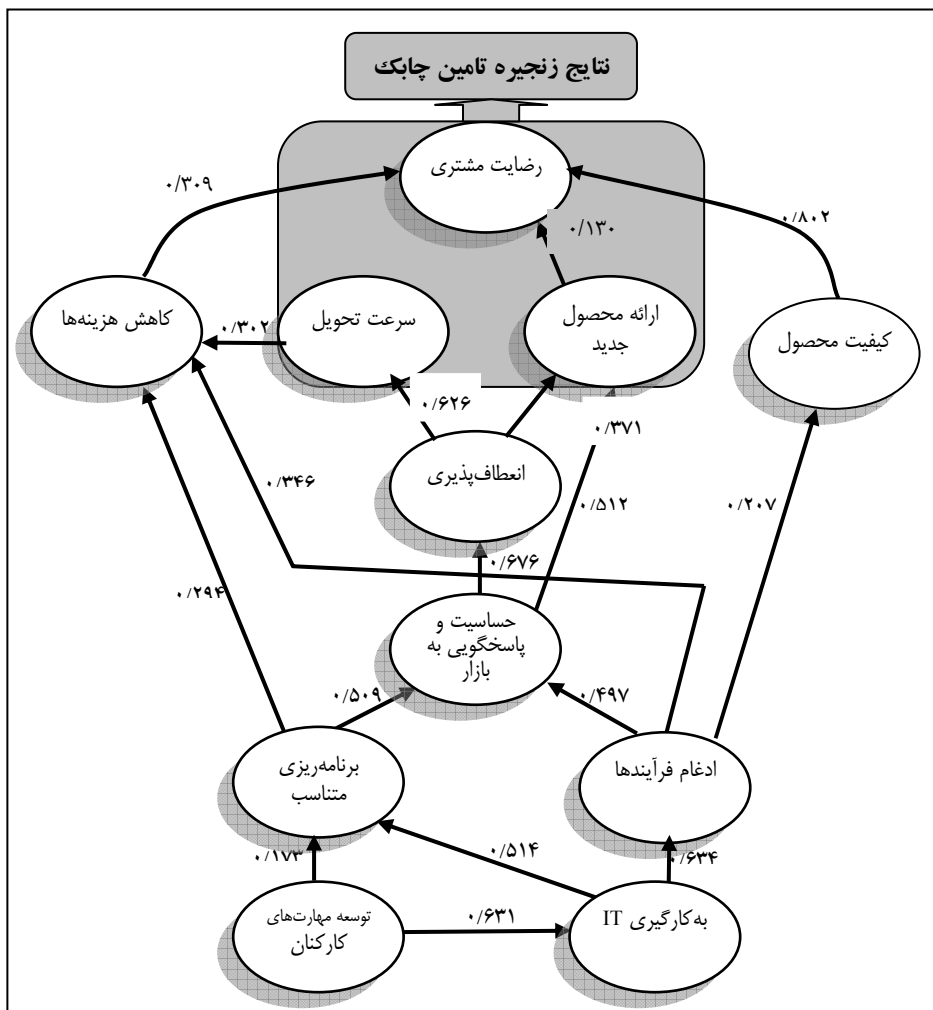 نتایج زنجیره تامین چابک
رضایت مشتری
۰/۳۰۹
۰/۸۰۲
۰/۱۳۰
کاهش هزینه‌ها
۰/۳۰۲
سرعت تحویل
ارائه محصول
جدید
کیفیت محصول
۰/۶۲۶
۰/۳۷۱
انعطاف‌پذیری
۰/۳۴۶
۰/۵۱۲
۰/۲۰۷
۰/۶۷۶
۰/۲۹۴
حساسیت و
پاسخگویی به
بازار
۰/۵۰۹
۰/۴۹۷
برنامه‌ریزی
متناسب
ادغام فرآیندها
۰/۱۷۳
۰/۵۱۴
۰/۶۳۴
توسعه مهارت‌های
کارکنان
۰/۶۳۱
به‌کارگیری IT